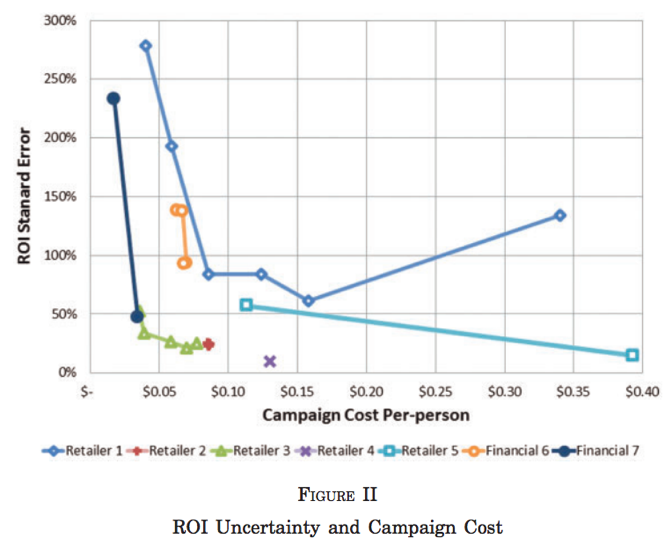 300%
250%
200%
150%
100%
50%
0%
ROI Stanard Error
$- $0.05 $0.10 $0.15 $0.20 $0.25 $0.30 $0.35 $0.40
Campaign Cost Per-person
Retailer 1 Retailer 2 Retailer 3 Retailer 4 Retailer 5 Financial 6 Financial 7
FIGURE II
ROI Uncertainty and Campaign Cost